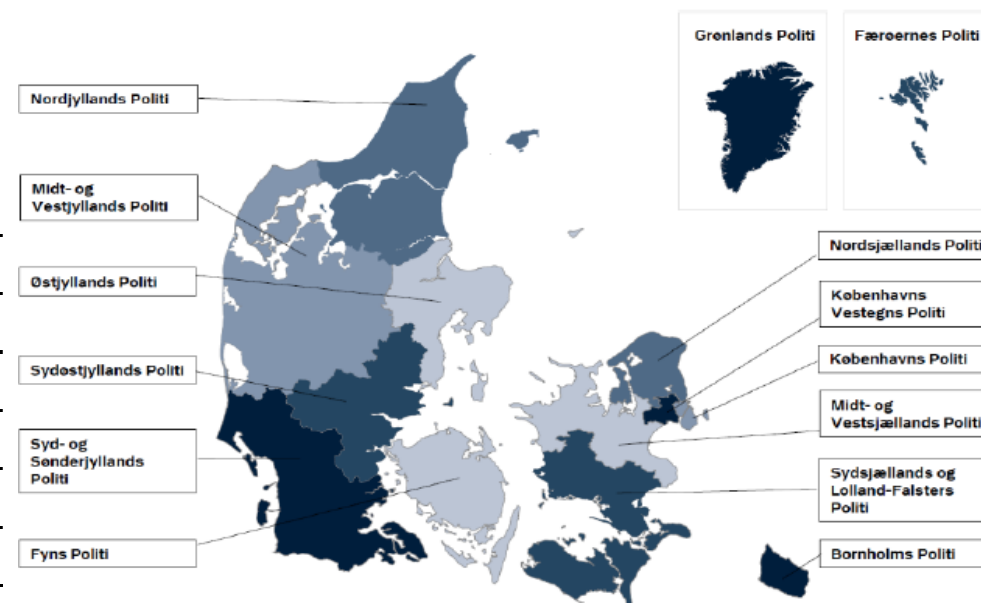 Grønlands Politi
Færøernes Politi
Nordjyllands Politi
Midt- og
Vestjyllands Politi
Østjyllands Politi
Sydøstjyllands Politi
Syd- og
Sønderjyllands
Politi
Fyns Politi
Nordsjællands Politi
Københavns
Vestegns Politi
Københavns Politi
Midt- og
Vestsjællands Politi
Sydsjællands og
Lolland-Falsters
Politi
Bornholms Politi